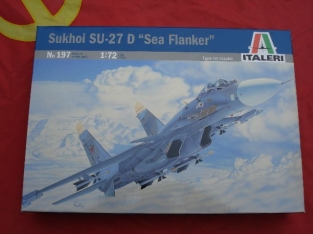 Sukhoi SU-27 D "Sea Flanker"
No 197
1:72
ITALERI